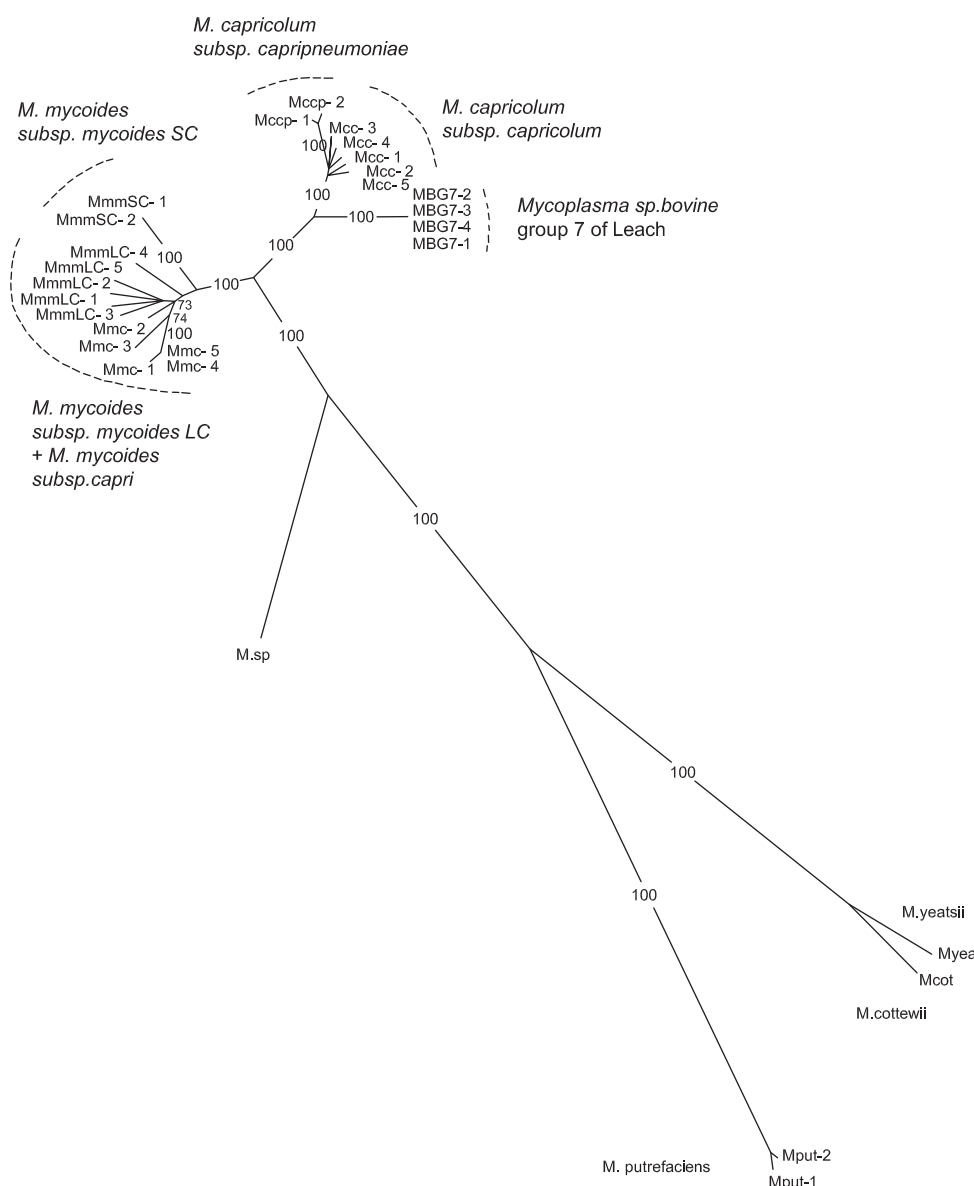 M. capricolum
subsp. capripneumoniae
M. mycoides
subsp. mycoides SC
M. capricolum
subsp. capricolum
Mccp- 2
Mccp- 1
Mcc- 3
Mcc- 4
100
Mcc- 1
Mcc- 2
Mcc- 5
100
MBG7-2
MBG7-3
MBG7-4
MBG7-1
100
Mycoplasma sp.bovine
group 7 of Leach
MmmSC- 1
MmmSC- 2
100
100
MmmLC- 4
MmmLC- 5
MmmLC- 2
MmmLC- 1
MmmLC- 3
Mmc- 2
Mmc- 3
Mmc- 1
100
73
74
100
Mmc- 5
Mmc- 4
100
M. mycoides
subsp. mycoides LC
+ M. mycoides
subsp.capri
100
M.sp
100
100
M.yeatsii
Myea
Mcot
M.cottewii
M. putrefaciens
Mput-2
Mput-1